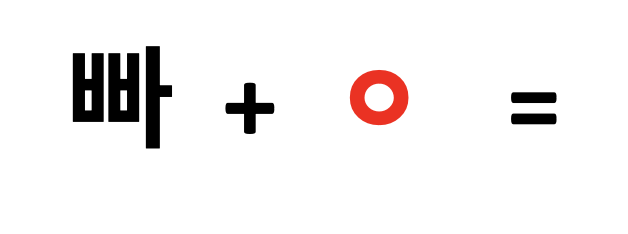 빠 + ㅇ =